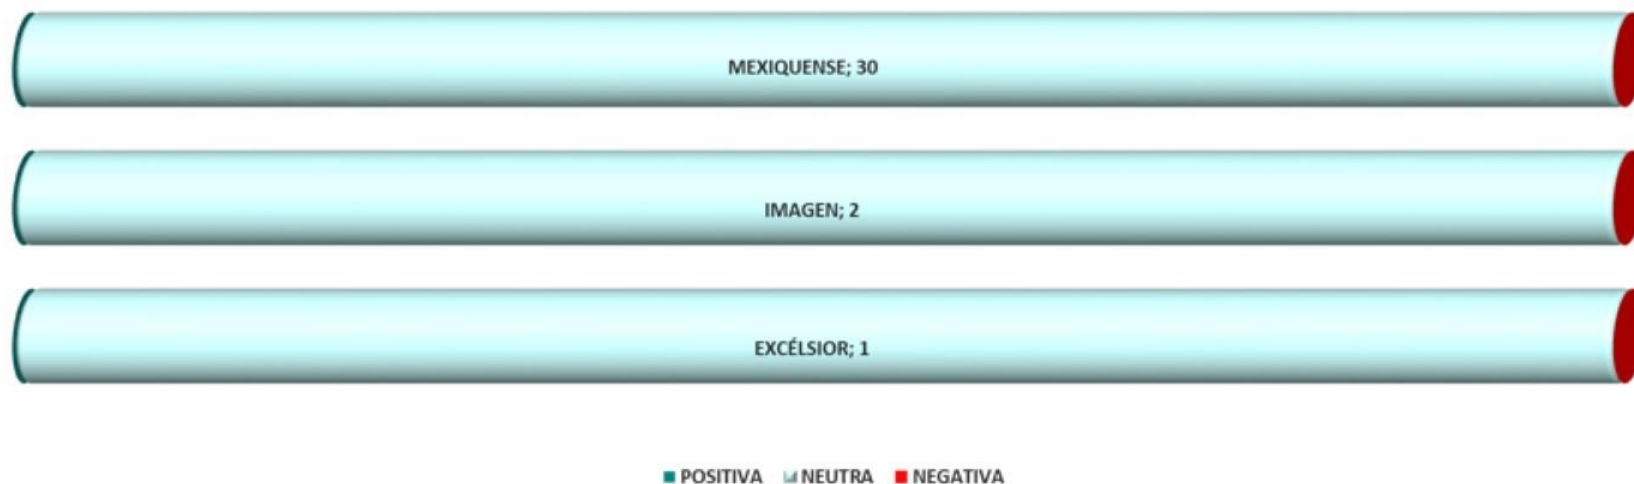 MEXIQUENSE; 30
IMAGEN; 2
EXCÉLSIOR; 1
POSITIVA NEUTRA NEGATIVA